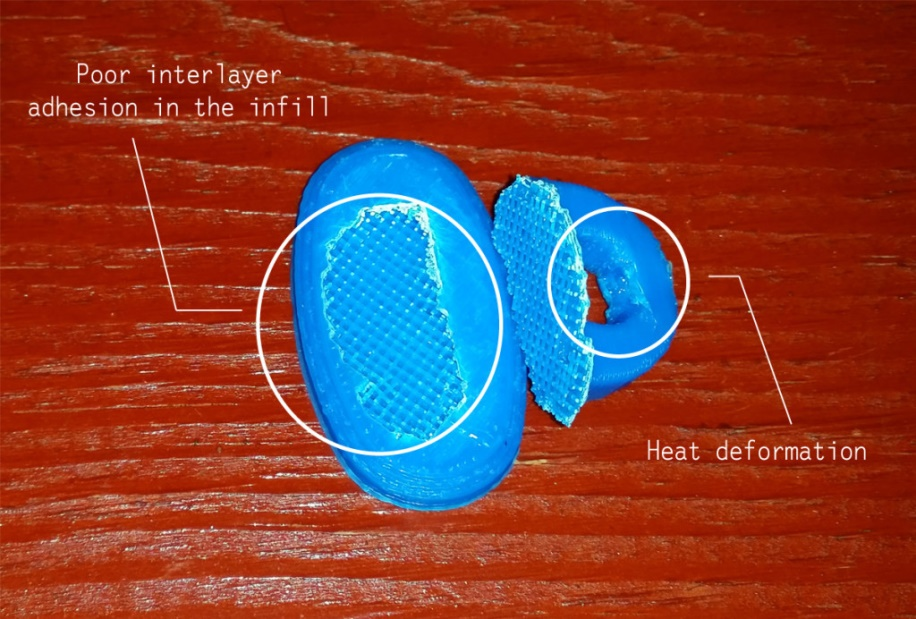 Poor interlayer
adhesion in the infill
Heat deformation